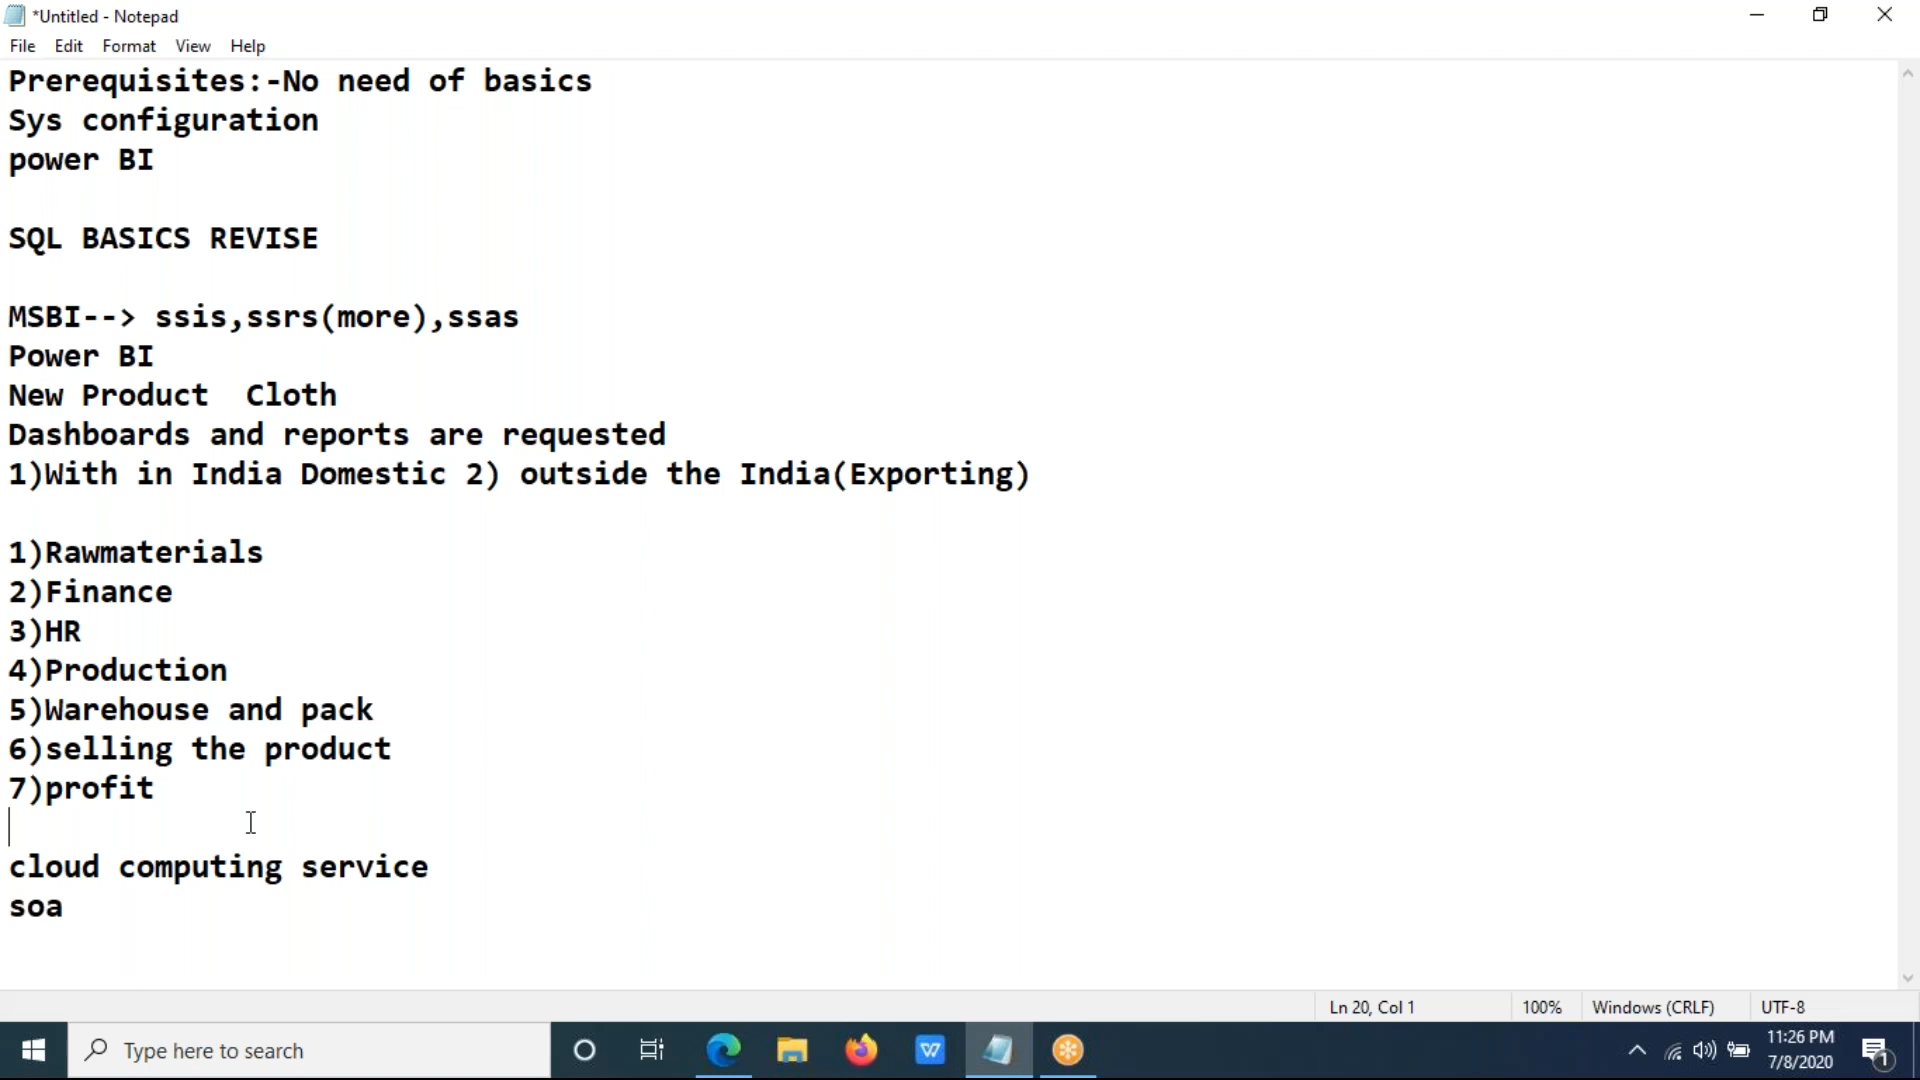 *Untitled - Notepad
File Edit Format View Help
Prerequisites:-No need of basics
Sys configuration
power BI
SQL BASICS REVISE
MSBI--> ssis,ssrs(more),ssas
Power BI
New Product  Cloth
Dashboards and reports are requested
1)With in India Domestic 2) outside the India(Exporting)
1)Rawmaterials
2)Finance
3)HR
4)Production
5)Warehouse and pack
6)selling the product
7)profit
cloud computing service
soa
Ln 20, Col 1 100% Windows (CRLF) UTF-8
Type here to search
W
11:26 PM
7/8/2020
1